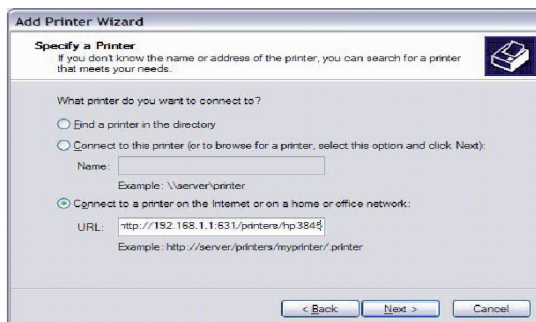 Add Printer Wizard
Specify a Printer
If you don't know the name or address of the printer, you can search for a printer
that meets your needs.
What printer do you want to connect to?
Find a printer in the directory
Connect to this printer (or to browse for a printer, select this option and click Next):
Name:
Example: \\server\printer
Connect to a printer on the Internet or on a home or office network:
URL: http://192.168.1.1:631/printers/hp3845
Example: http://server/printers/myprinter/.printer
< Back Next > Cancel